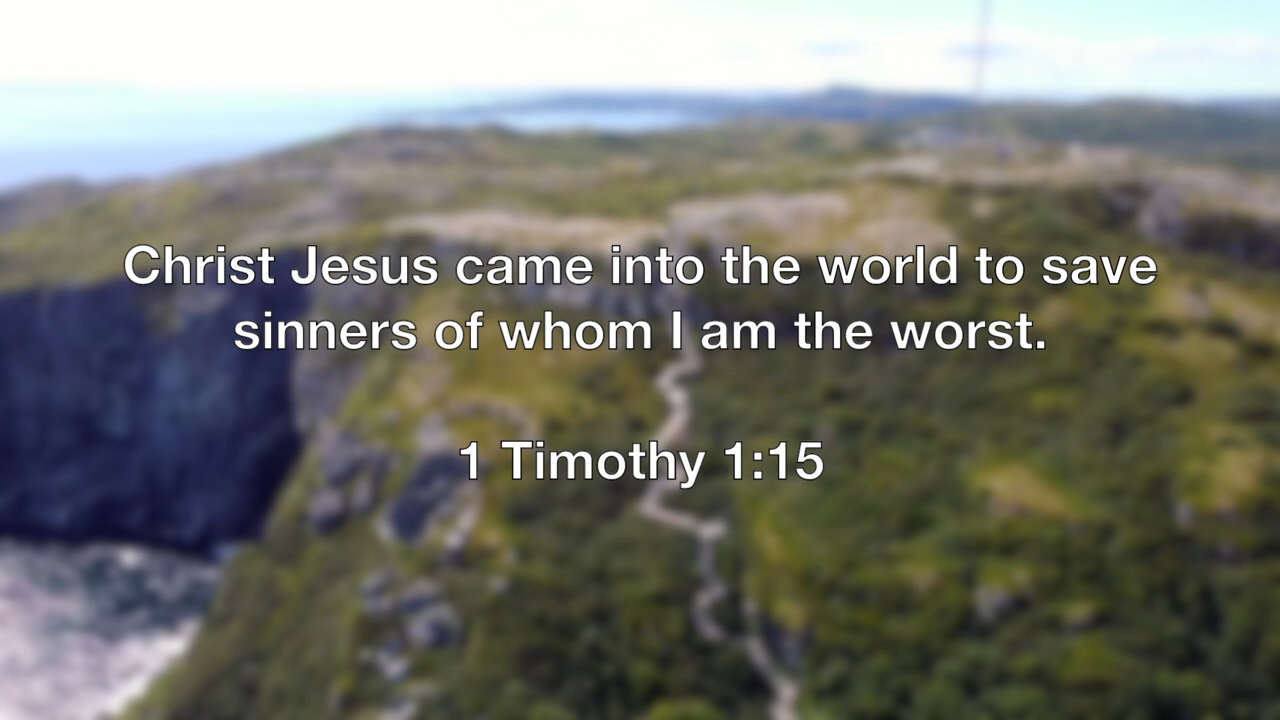 Christ Jesus came into the world to save
sinners of whom I am the worst.
1 Timothy 1:15